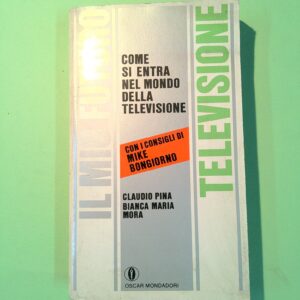 IL MIO FUTURO
COME
SI ENTRA
NEL MONDO
DELLA
TELEVISIONE
CON I CONSIGLI DI
MIKE
BONGIORNO
CLAUDIO PINA
BIANCA MARIA
MORA
TELEVISIONE
OSCAR MONDADORI